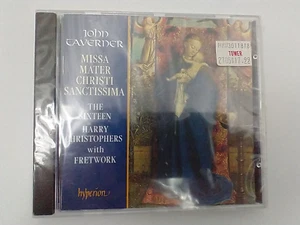 John
TAVERNER
MISSA
MATER
CHRISTI
SANCTISSIMA
THE
SIXTEEN
HARRY
CHRISTOPHERS
with
FRETWORK
hyperion
TOWER